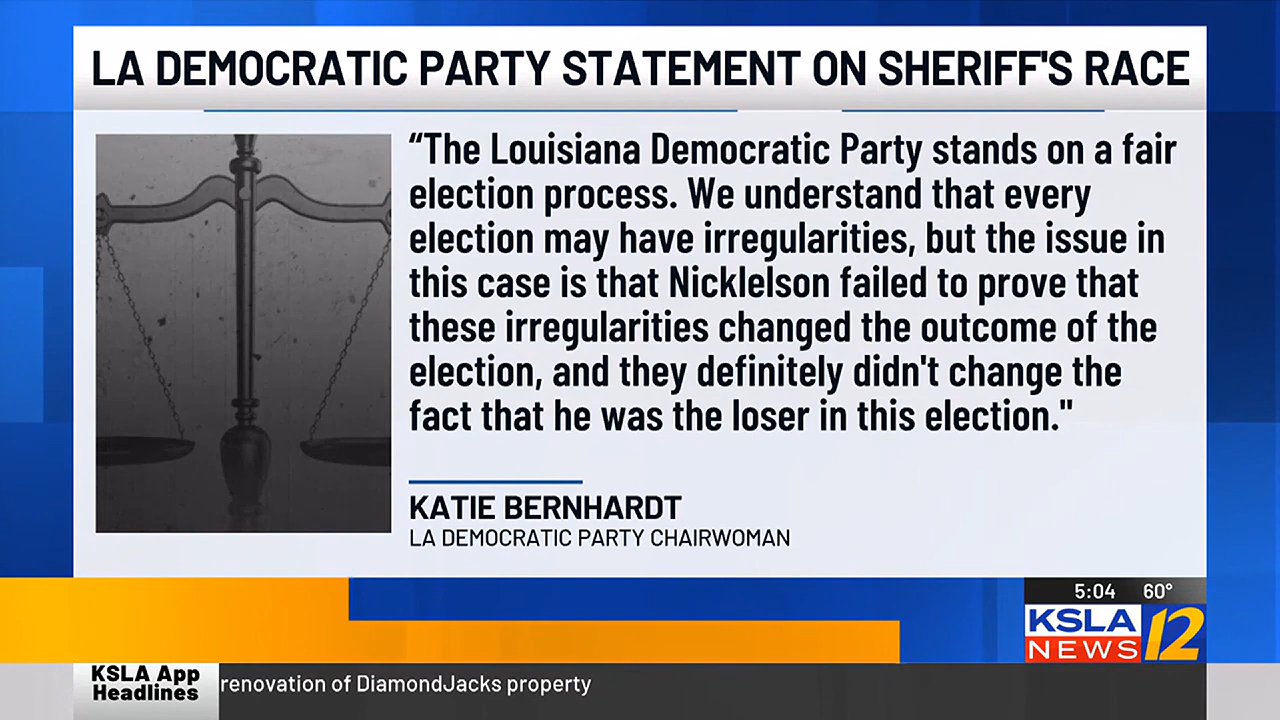 LA DEMOCRATIC PARTY STATEMENT ON SHERIFF'S RACE
“The Louisiana Democratic Party stands on a fair
election process. We understand that every
election may have irregularities, but the issue in
this case is that Nicklelson failed to prove that
these irregularities changed the outcome of the
election, and they definitely didn't change the
fact that he was the loser in this election."
KATIE BERNHARDT
LA DEMOCRATIC PARTY CHAIRWOMAN
5:04 60°
KSLA
NEWS 12
KSLA App
Headlines
renovation of DiamondJacks property